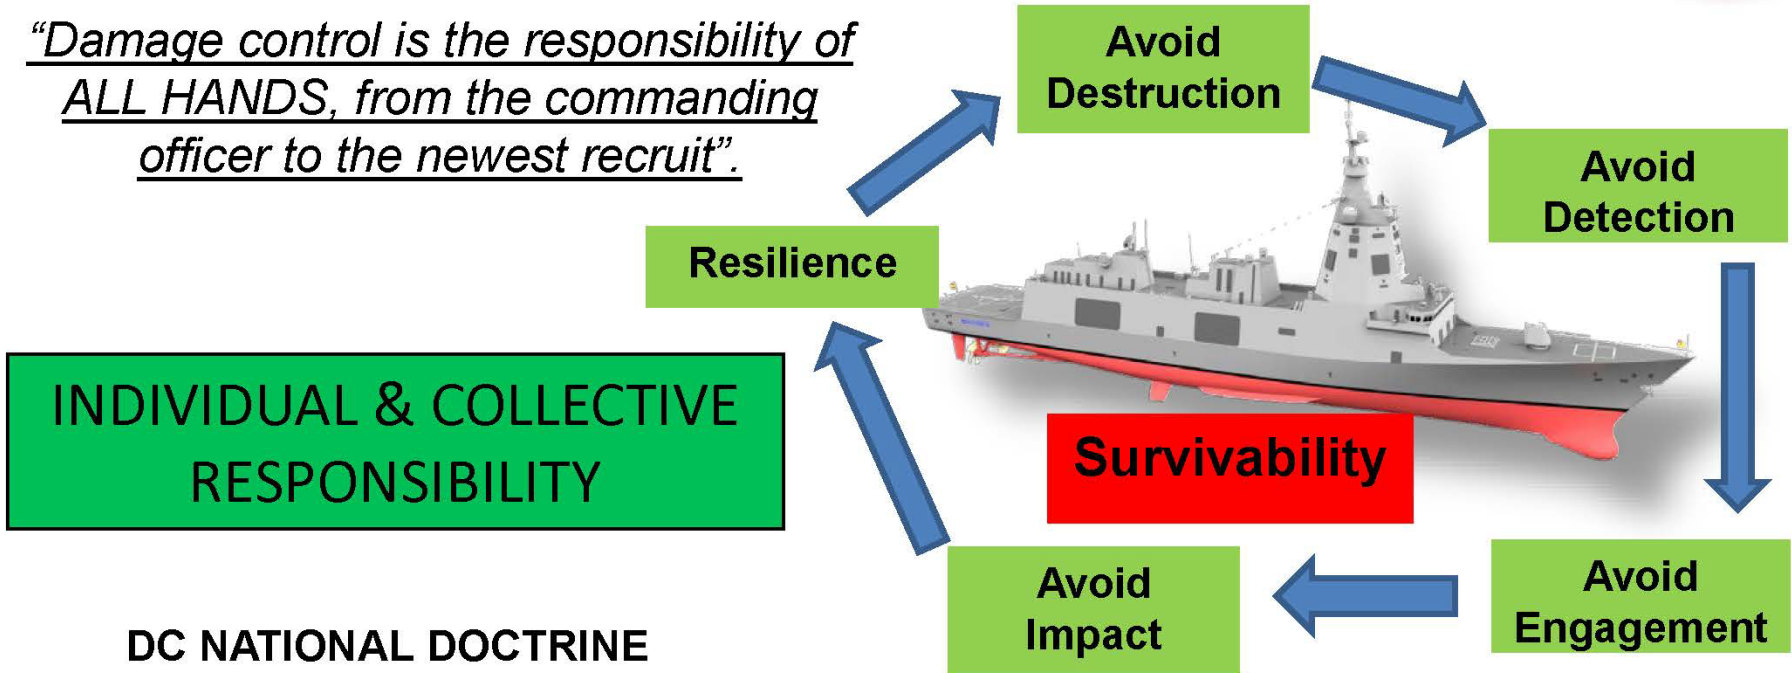 “Damage control is the responsibility of
ALL HANDS, from the commanding
officer to the newest recruit”.
Avoid
Destruction
Avoid
Detection
Resilience
INDIVIDUAL & COLLECTIVE
RESPONSIBILITY
Survivability
Avoid
Impact
Avoid
Engagement
DC NATIONAL DOCTRINE